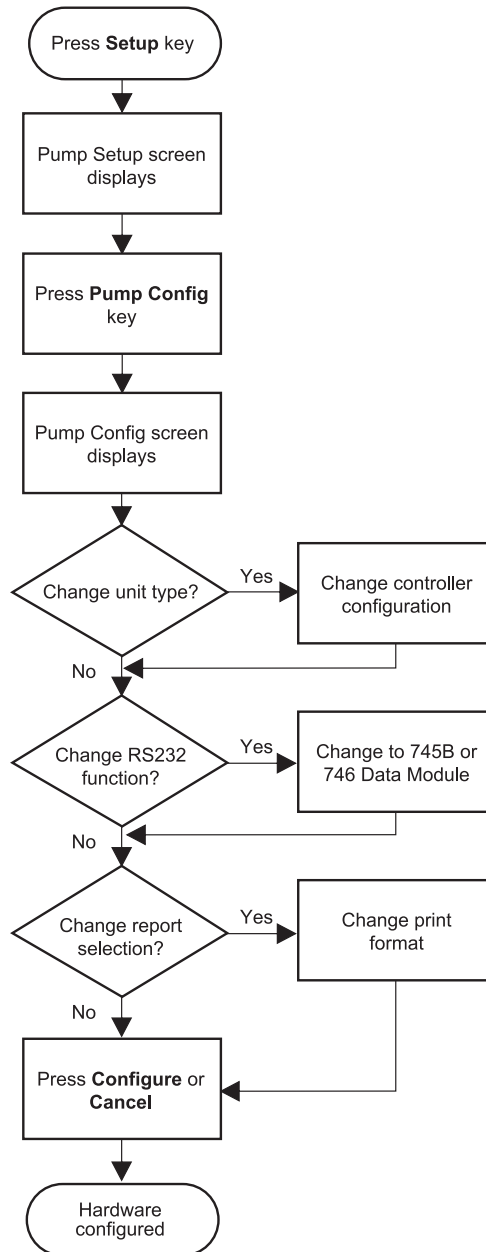 Press Setup key
Pump Setup screen
displays
Press Pump Config
key
Pump Config screen
displays
Change unit type?
Yes
Change controller
configuration
No
Change RS232
function?
Yes
Change to 745B or
746 Data Module
No
Change report
selection?
Yes
Change print
format
No
Press Configure or
Cancel
Hardware
configured